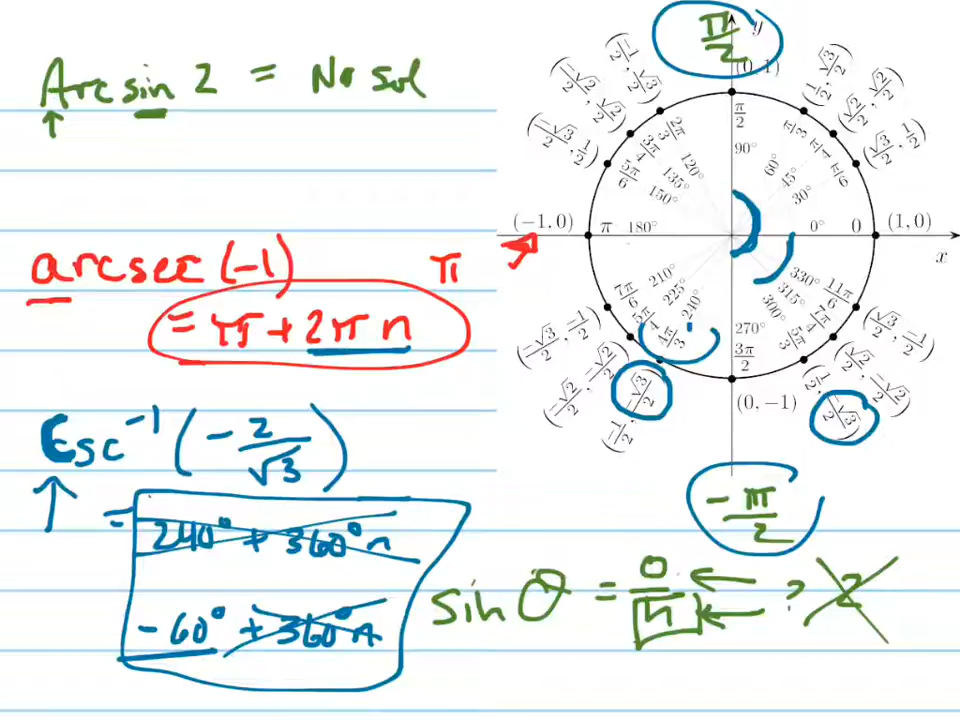 Arcsin 2 = No sol
arcsec (-1) π
= π + 2πn
Csc⁻¹ (- 2/√3)
= 240° + 360° n
- 60° + 360° n
π/2
y
(0, 1)
(-1/2, √3/2) (1/2, √3/2)
(-√2/2, √2/2) (√2/2, √2/2)
(-√3/2, 1/2) (√3/2, 1/2)
π/2
2π/3 π/3
3π/4 π/4
5π/6 π/6
90°
120° 60°
135° 45°
150° 30°
(-1, 0) π 180° 0° 0 (1, 0)
x
210° 330°
225° 315°
240° 300°
270°
7π/6 11π/6
5π/4 7π/4
4π/3 5π/3
3π/2
(-√3/2, -1/2) (√3/2, -1/2)
(-√2/2, -√2/2) (√2/2, -√2/2)
(-1/2, -√3/2) (1/2, -√3/2)
(0, -1)
- π/2
sin θ = o/h ? 2